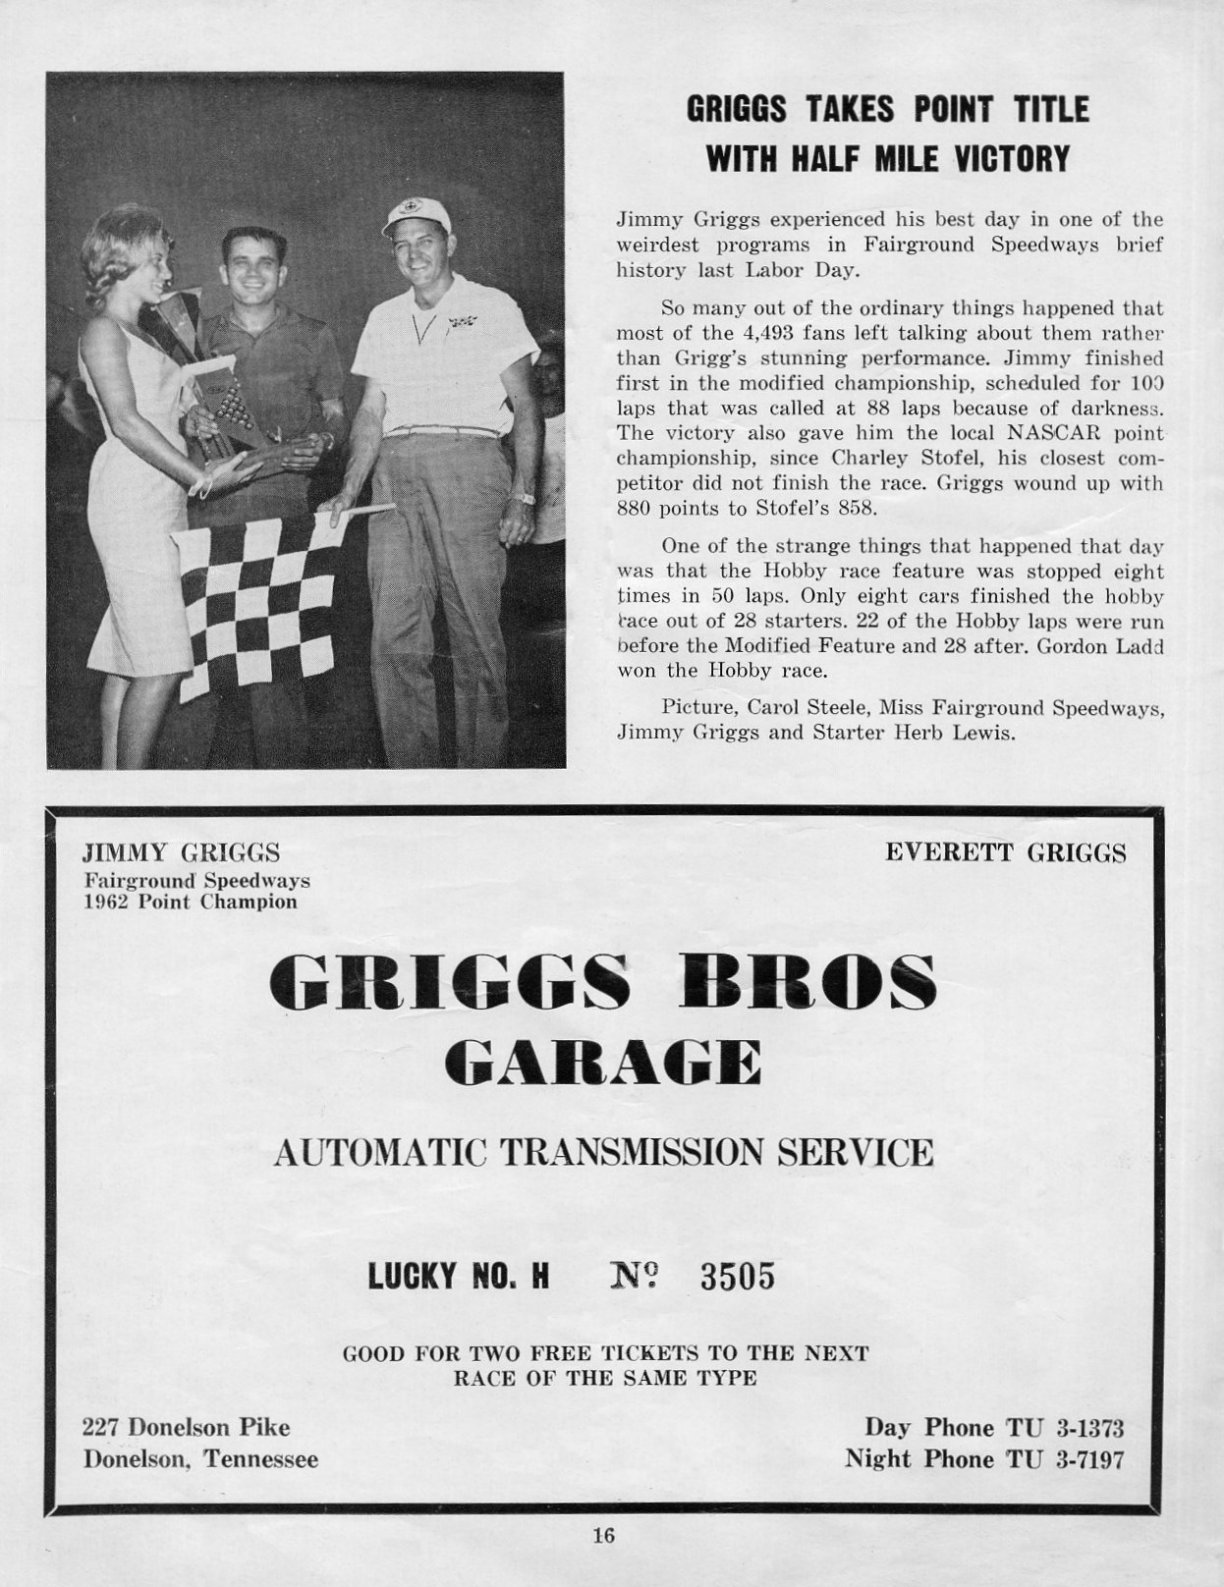 GRIGGS TAKES POINT TITLE
WITH HALF MILE VICTORY
Jimmy Griggs experienced his best day in one of the
weirdest programs in Fairground Speedways brief
history last Labor Day.
So many out of the ordinary things happened that
most of the 4,493 fans left talking about them rather
than Grigg's stunning performance. Jimmy finished
first in the modified championship, scheduled for 100
laps that was called at 88 laps because of darkness.
The victory also gave him the local NASCAR point
championship, since Charley Stofel, his closest com-
petitor did not finish the race. Griggs wound up with
880 points to Stofel's 858.
One of the strange things that happened that day
was that the Hobby race feature was stopped eight
times in 50 laps. Only eight cars finished the hobby
race out of 28 starters. 22 of the Hobby laps were run
before the Modified Feature and 28 after. Gordon Ladd
won the Hobby race.
Picture, Carol Steele, Miss Fairground Speedways,
Jimmy Griggs and Starter Herb Lewis.
JIMMY GRIGGS
Fairground Speedways
1962 Point Champion
EVERETT GRIGGS
GRIGGS BROS
GARAGE
AUTOMATIC TRANSMISSION SERVICE
LUCKY NO. H Nº 3505
GOOD FOR TWO FREE TICKETS TO THE NEXT
RACE OF THE SAME TYPE
227 Donelson Pike
Donelson, Tennessee
Day Phone TU 3-1373
Night Phone TU 3-7197
16